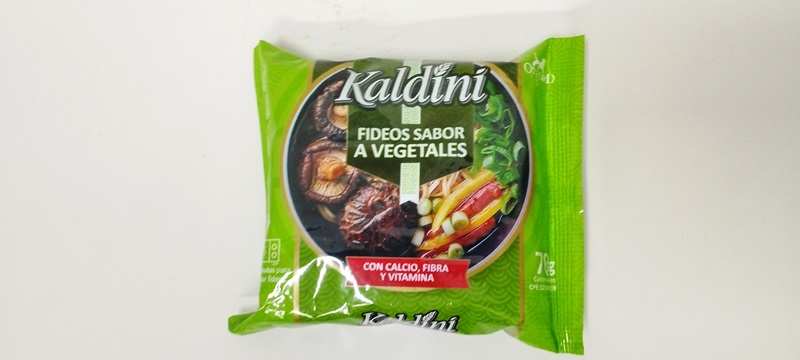 Kaldini
FIDEOS SABOR
A VEGETALES
CON CALCIO, FIBRA
Y VITAMINA
Kaldini